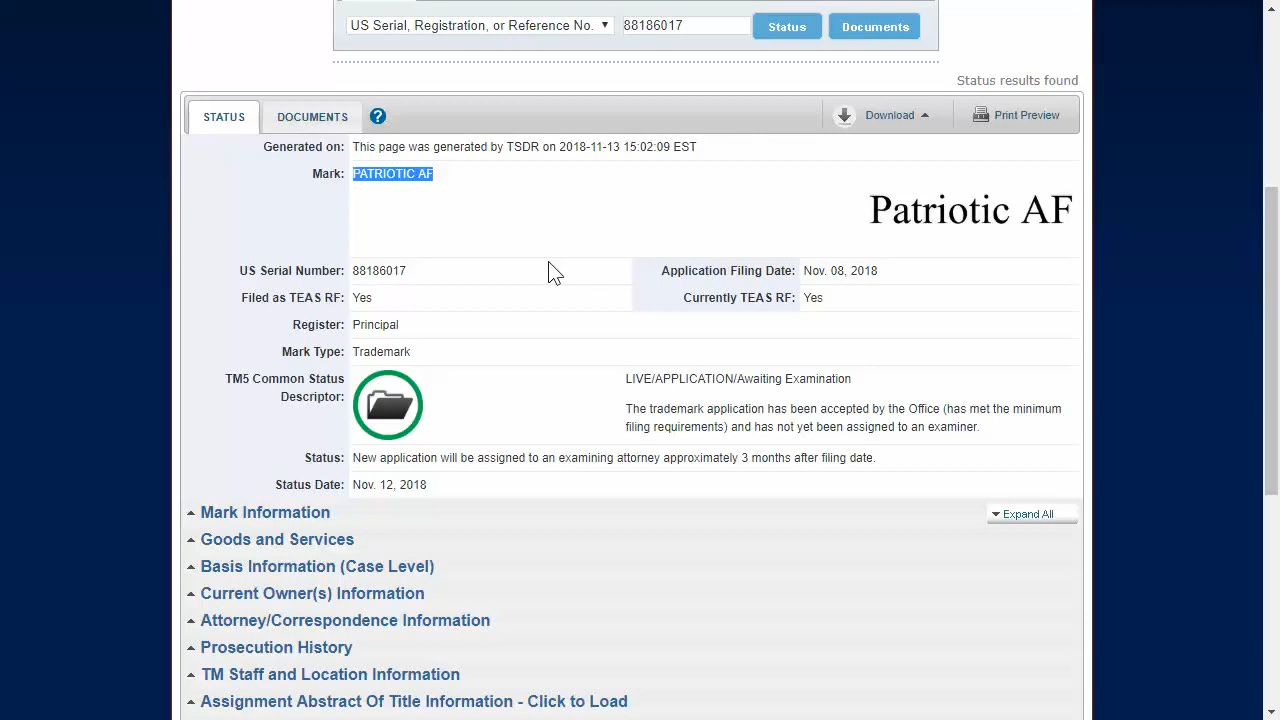 US Serial, Registration, or Reference No. 88186017 Status Documents
Status results found
STATUS DOCUMENTS ? Download Print Preview
Generated on: This page was generated by TSDR on 2018-11-13 15:02:09 EST
Mark: PATRIOTIC AF
Patriotic AF
US Serial Number: 88186017 Application Filing Date: Nov. 08, 2018
Filed as TEAS RF: Yes Currently TEAS RF: Yes
Register: Principal
Mark Type: Trademark
TM5 Common Status Descriptor: LIVE/APPLICATION/Awaiting Examination
The trademark application has been accepted by the Office (has met the minimum
filing requirements) and has not yet been assigned to an examiner.
Status: New application will be assigned to an examining attorney approximately 3 months after filing date.
Status Date: Nov. 12, 2018
Mark Information Expand All
Goods and Services
Basis Information (Case Level)
Current Owner(s) Information
Attorney/Correspondence Information
Prosecution History
TM Staff and Location Information
Assignment Abstract Of Title Information - Click to Load